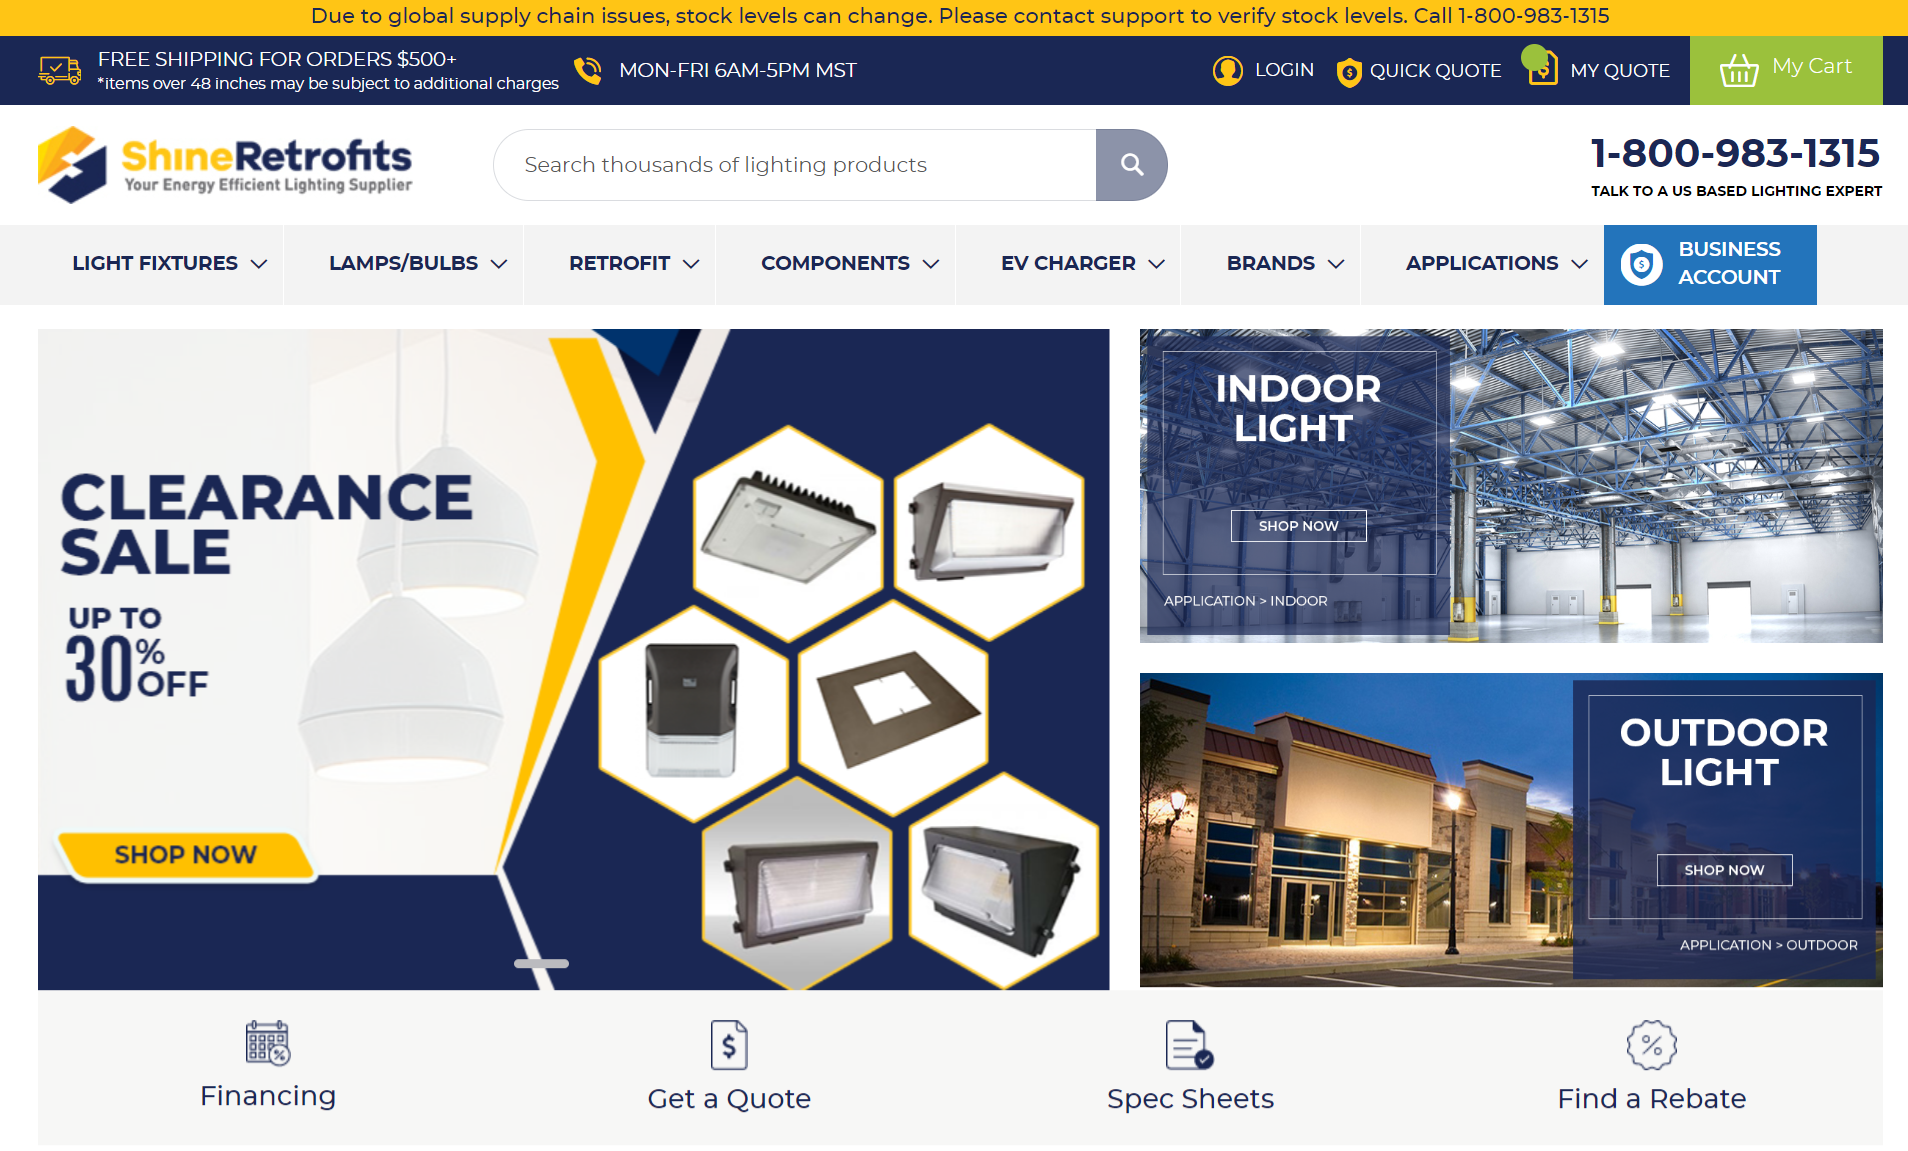 Due to global supply chain issues, stock levels can change. Please contact support to verify stock levels. Call 1-800-983-1315
FREE SHIPPING FOR ORDERS $500+
*items over 48 inches may be subject to additional charges
MON-FRI 6AM-5PM MST
LOGIN
QUICK QUOTE
MY QUOTE
My Cart
ShineRetrofits
Your Energy Efficient Lighting Supplier
Search thousands of lighting products
1-800-983-1315
TALK TO A US BASED LIGHTING EXPERT
LIGHT FIXTURES
LAMPS/BULBS
RETROFIT
COMPONENTS
EV CHARGER
BRANDS
APPLICATIONS
BUSINESS
ACCOUNT
CLEARANCE
SALE
UP TO
30%
OFF
SHOP NOW
INDOOR
LIGHT
SHOP NOW
APPLICATION > INDOOR
OUTDOOR
LIGHT
SHOP NOW
APPLICATION > OUTDOOR
Financing
Get a Quote
Spec Sheets
Find a Rebate